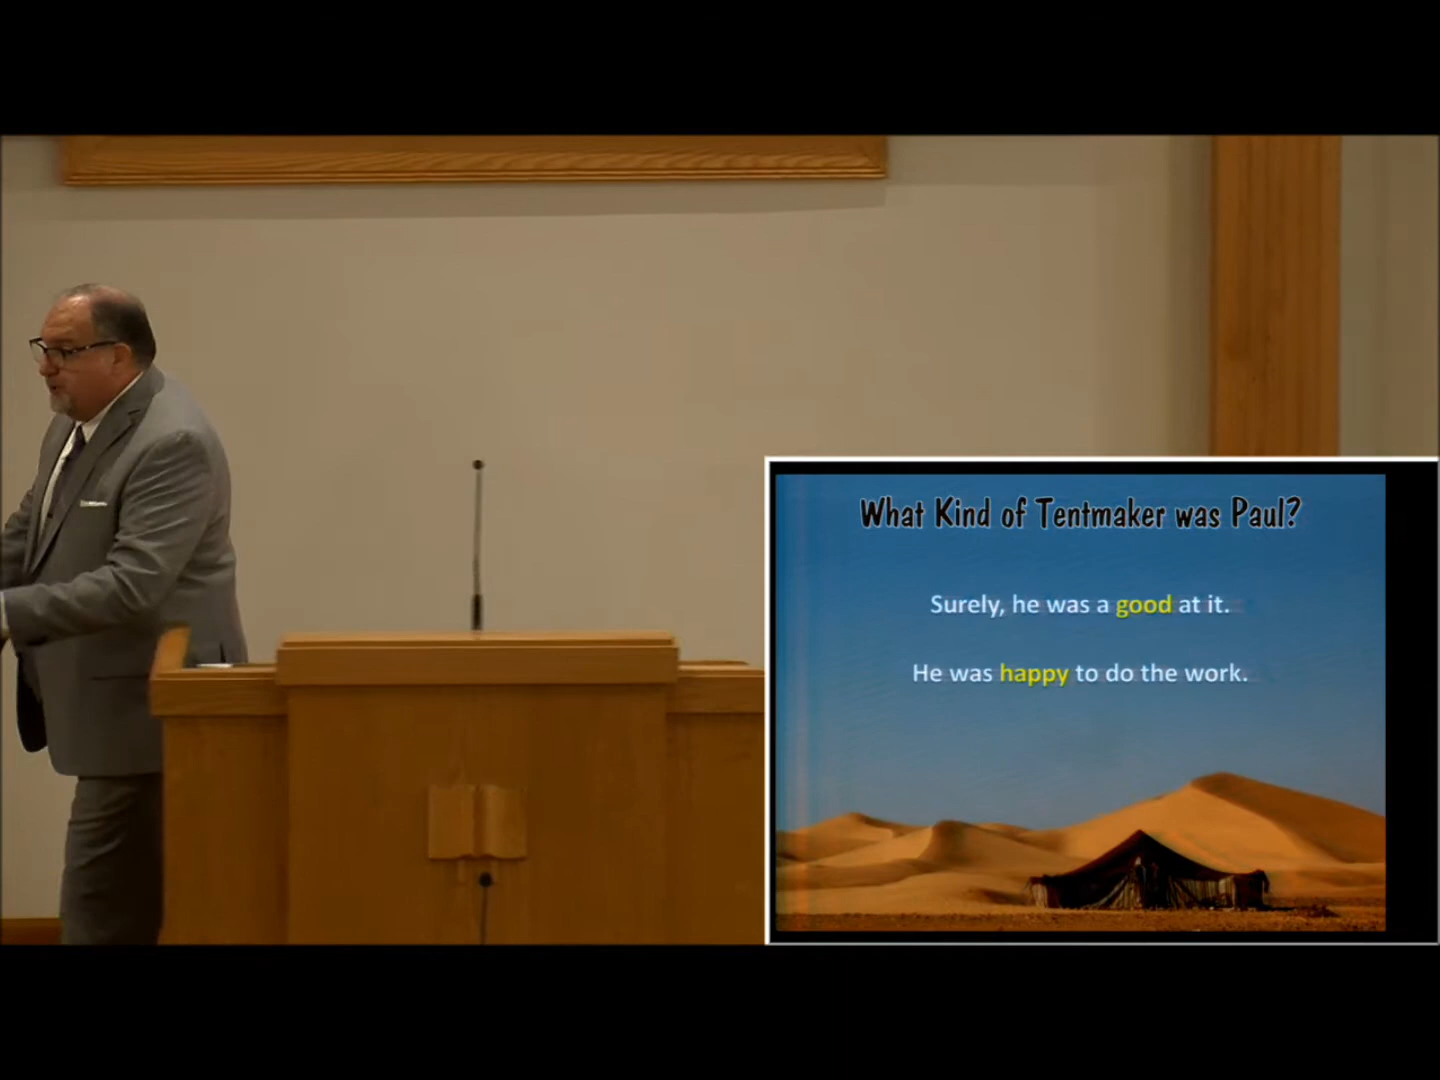 What Kind of Tentmaker was Paul?
Surely, he was a good at it.
He was happy to do the work.